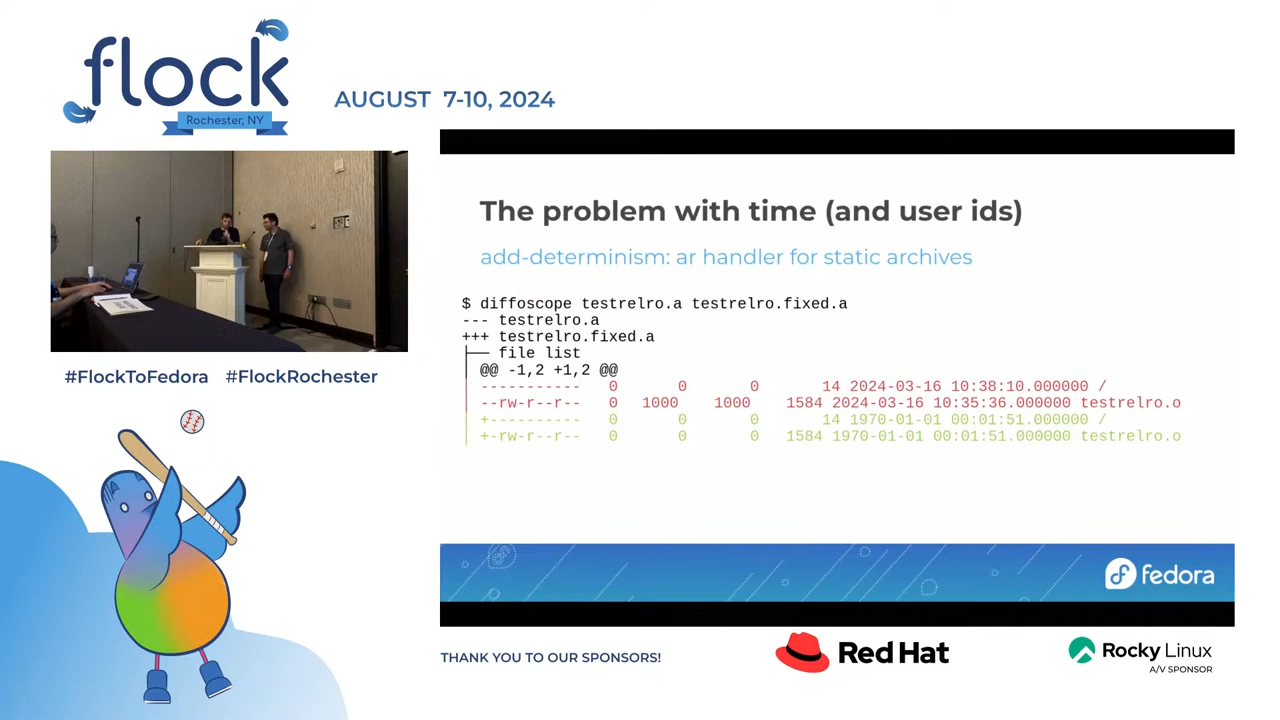 flock
Rochester, NY
AUGUST 7-10, 2024
#FlockToFedora #FlockRochester
The problem with time (and user ids)
add-determinism: ar handler for static archives
$ diffoscope testrelro.a testrelro.fixed.a
--- testrelro.a
+++ testrelro.fixed.a
├── file list
│ @@ -1,2 +1,2 @@
│ ----------- 0 0 0 14 2024-03-16 10:38:10.000000 /
│ --rw-r--r-- 0 1000 1000 1584 2024-03-16 10:35:36.000000 testrelro.o
│ +---------- 0 0 0 14 1970-01-01 00:01:51.000000 /
│ +-rw-r--r-- 0 0 0 1584 1970-01-01 00:01:51.000000 testrelro.o
fedora
THANK YOU TO OUR SPONSORS!
Red Hat
Rocky Linux
A/V SPONSOR